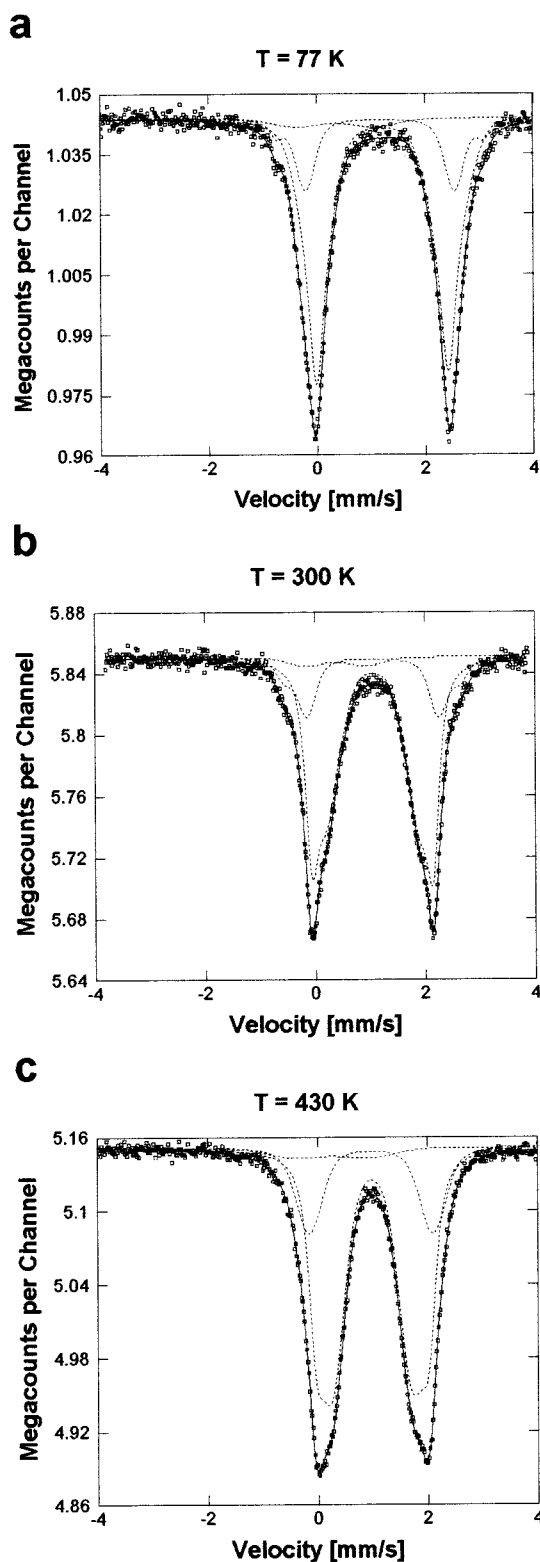 a
T = 77 K
1.05
1.035
1.02
1.005
0.99
0.975
0.96
Megacounts per Channel
-4 -2 0 2 4
Velocity [mm/s]
b
T = 300 K
5.88
5.84
5.8
5.76
5.72
5.68
5.64
Megacounts per Channel
-4 -2 0 2 4
Velocity [mm/s]
c
T = 430 K
5.16
5.1
5.04
4.98
4.92
4.86
Megacounts per Channel
-4 -2 0 2 4
Velocity [mm/s]